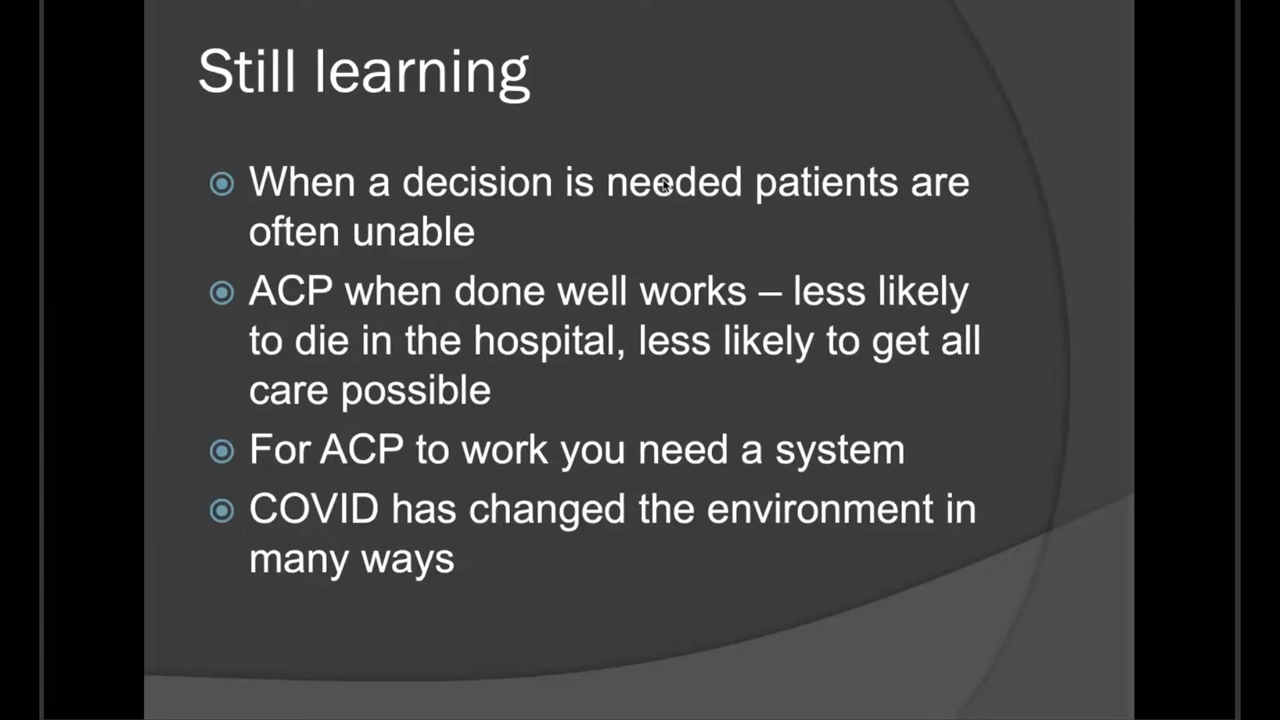 Still learning
When a decision is needed patients are
often unable
ACP when done well works – less likely
to die in the hospital, less likely to get all
care possible
For ACP to work you need a system
COVID has changed the environment in
many ways